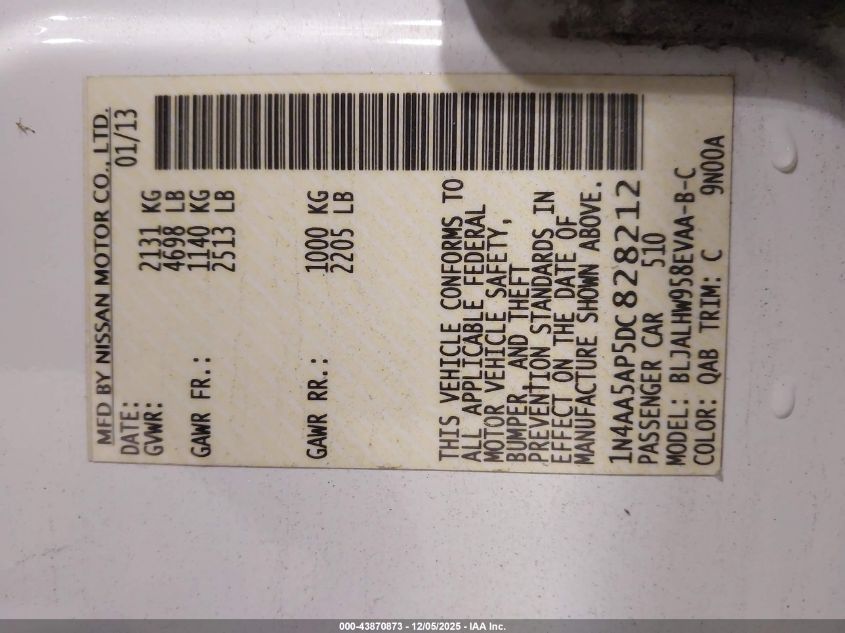 MFD BY NISSAN MOTOR CO., LTD.
DATE: 01/13
GVWR: 2131 KG
4698 LB
GAWR FR.: 1140 KG
2513 LB
GAWR RR.: 1000 KG
2205 LB
THIS VEHICLE CONFORMS TO
ALL APPLICABLE FEDERAL
MOTOR VEHICLE SAFETY,
BUMPER, AND THEFT
PREVENTION STANDARDS IN
EFFECT ON THE DATE OF
MANUFACTURE SHOWN ABOVE.
1N4AA5AP5DC828212
PASSENGER CAR 510
MODEL: BLJALHW958EVAA-B-C
COLOR: QAB TRIM: C 9N00A
000-43870873 - 12/05/2025 - IAA Inc.